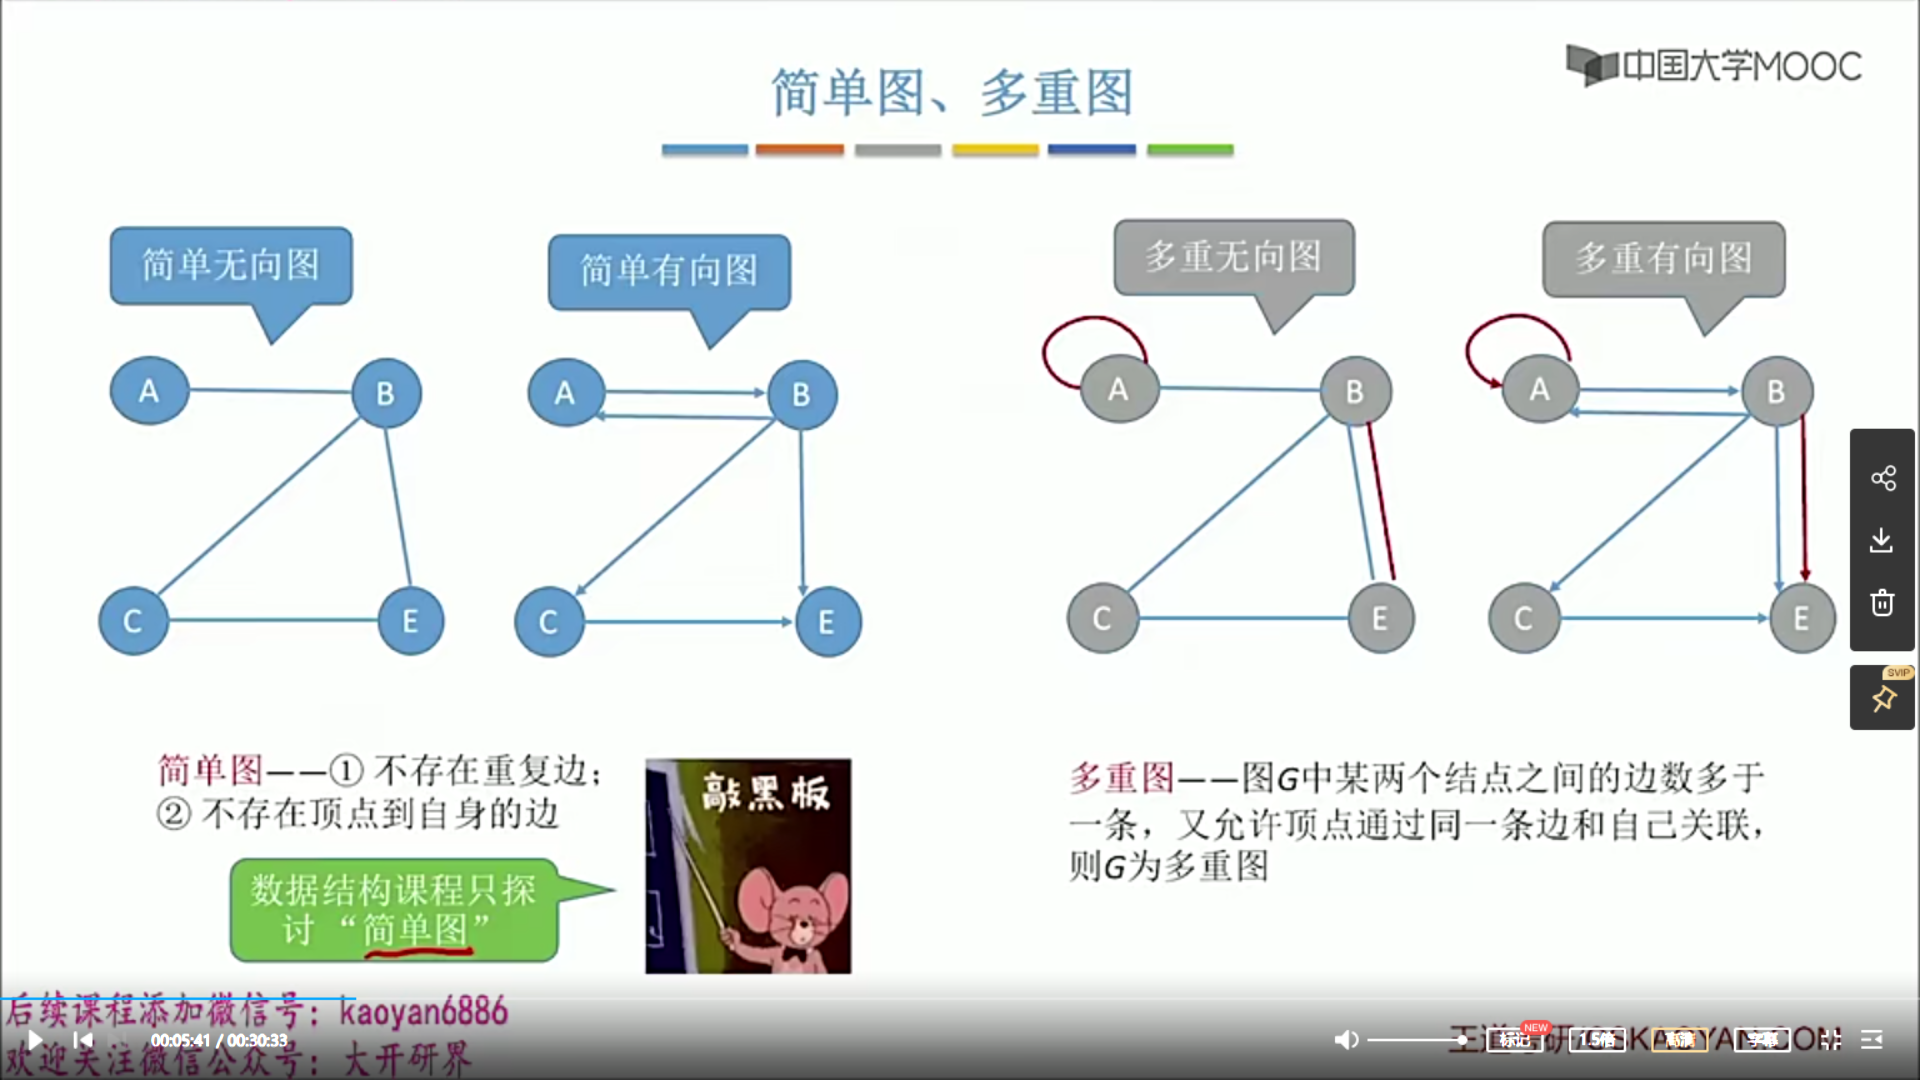 简单图、多重图
中国大学MOOC
简单无向图
简单有向图
多重无向图
多重有向图
A
B
A
B
A
B
A
B
C
E
C
E
C
E
C
E
SVIP
简单图——① 不存在重复边；
② 不存在顶点到自身的边
敲黑板
数据结构课程只探
讨“简单图”
多重图——图G中某两个结点之间的边数多于
一条，又允许顶点通过同一条边和自己关联，
则G为多重图
后续课程添加微信号：kaoyan6886
00:05:41 / 00:30:33
欢迎关注微信公众号：大开研界
NEW
标记
1.5倍
高清
字幕